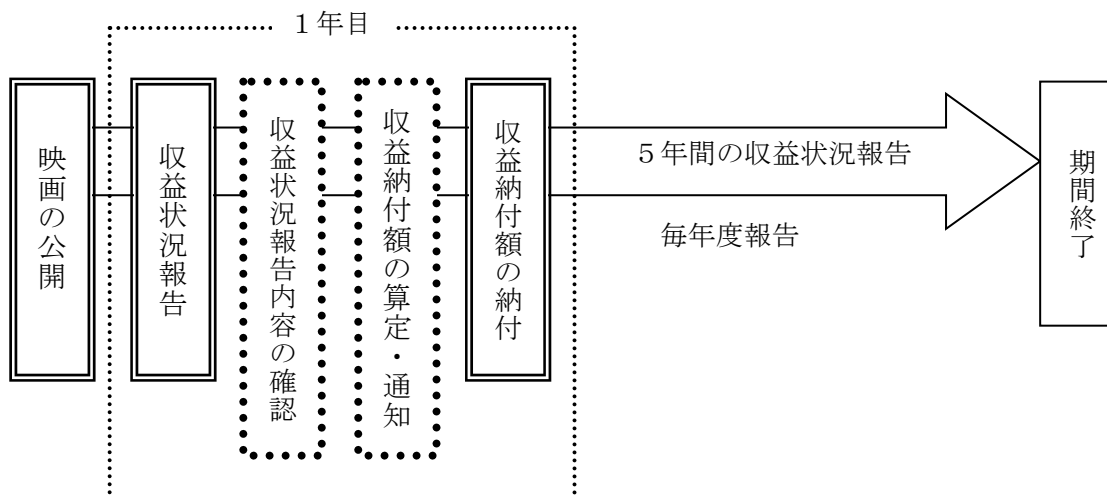 １年目
映画の公開
収益状況報告
収益状況報告内容の確認
収益納付額の算定・通知
収益納付額の納付
５年間の収益状況報告
毎年度報告
期間終了